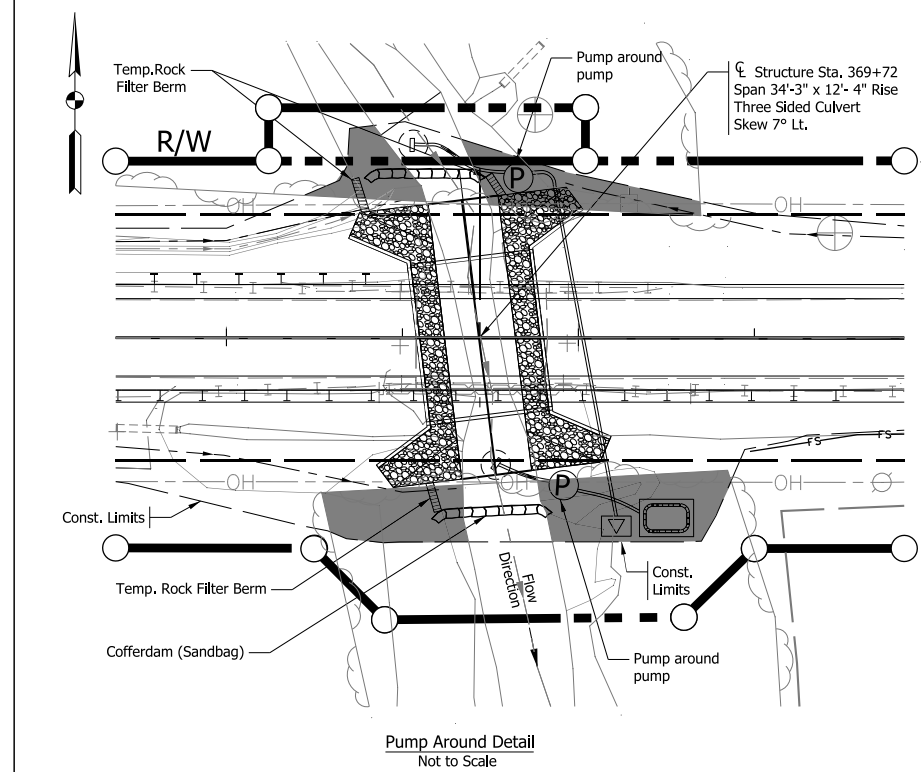 Temp.Rock
Filter Berm
Pump around
pump
℄ Structure Sta. 369+72
Span 34'-3" x 12'- 4" Rise
Three Sided Culvert
Skew 7° Lt.
R/W
P
OH
OH
OH
FS
FS
OH
OH
OH
P
Const. Limits
Flow
Direction
Const.
Limits
Temp. Rock Filter Berm
Cofferdam (Sandbag)
Pump around
pump
Pump Around Detail
Not to Scale